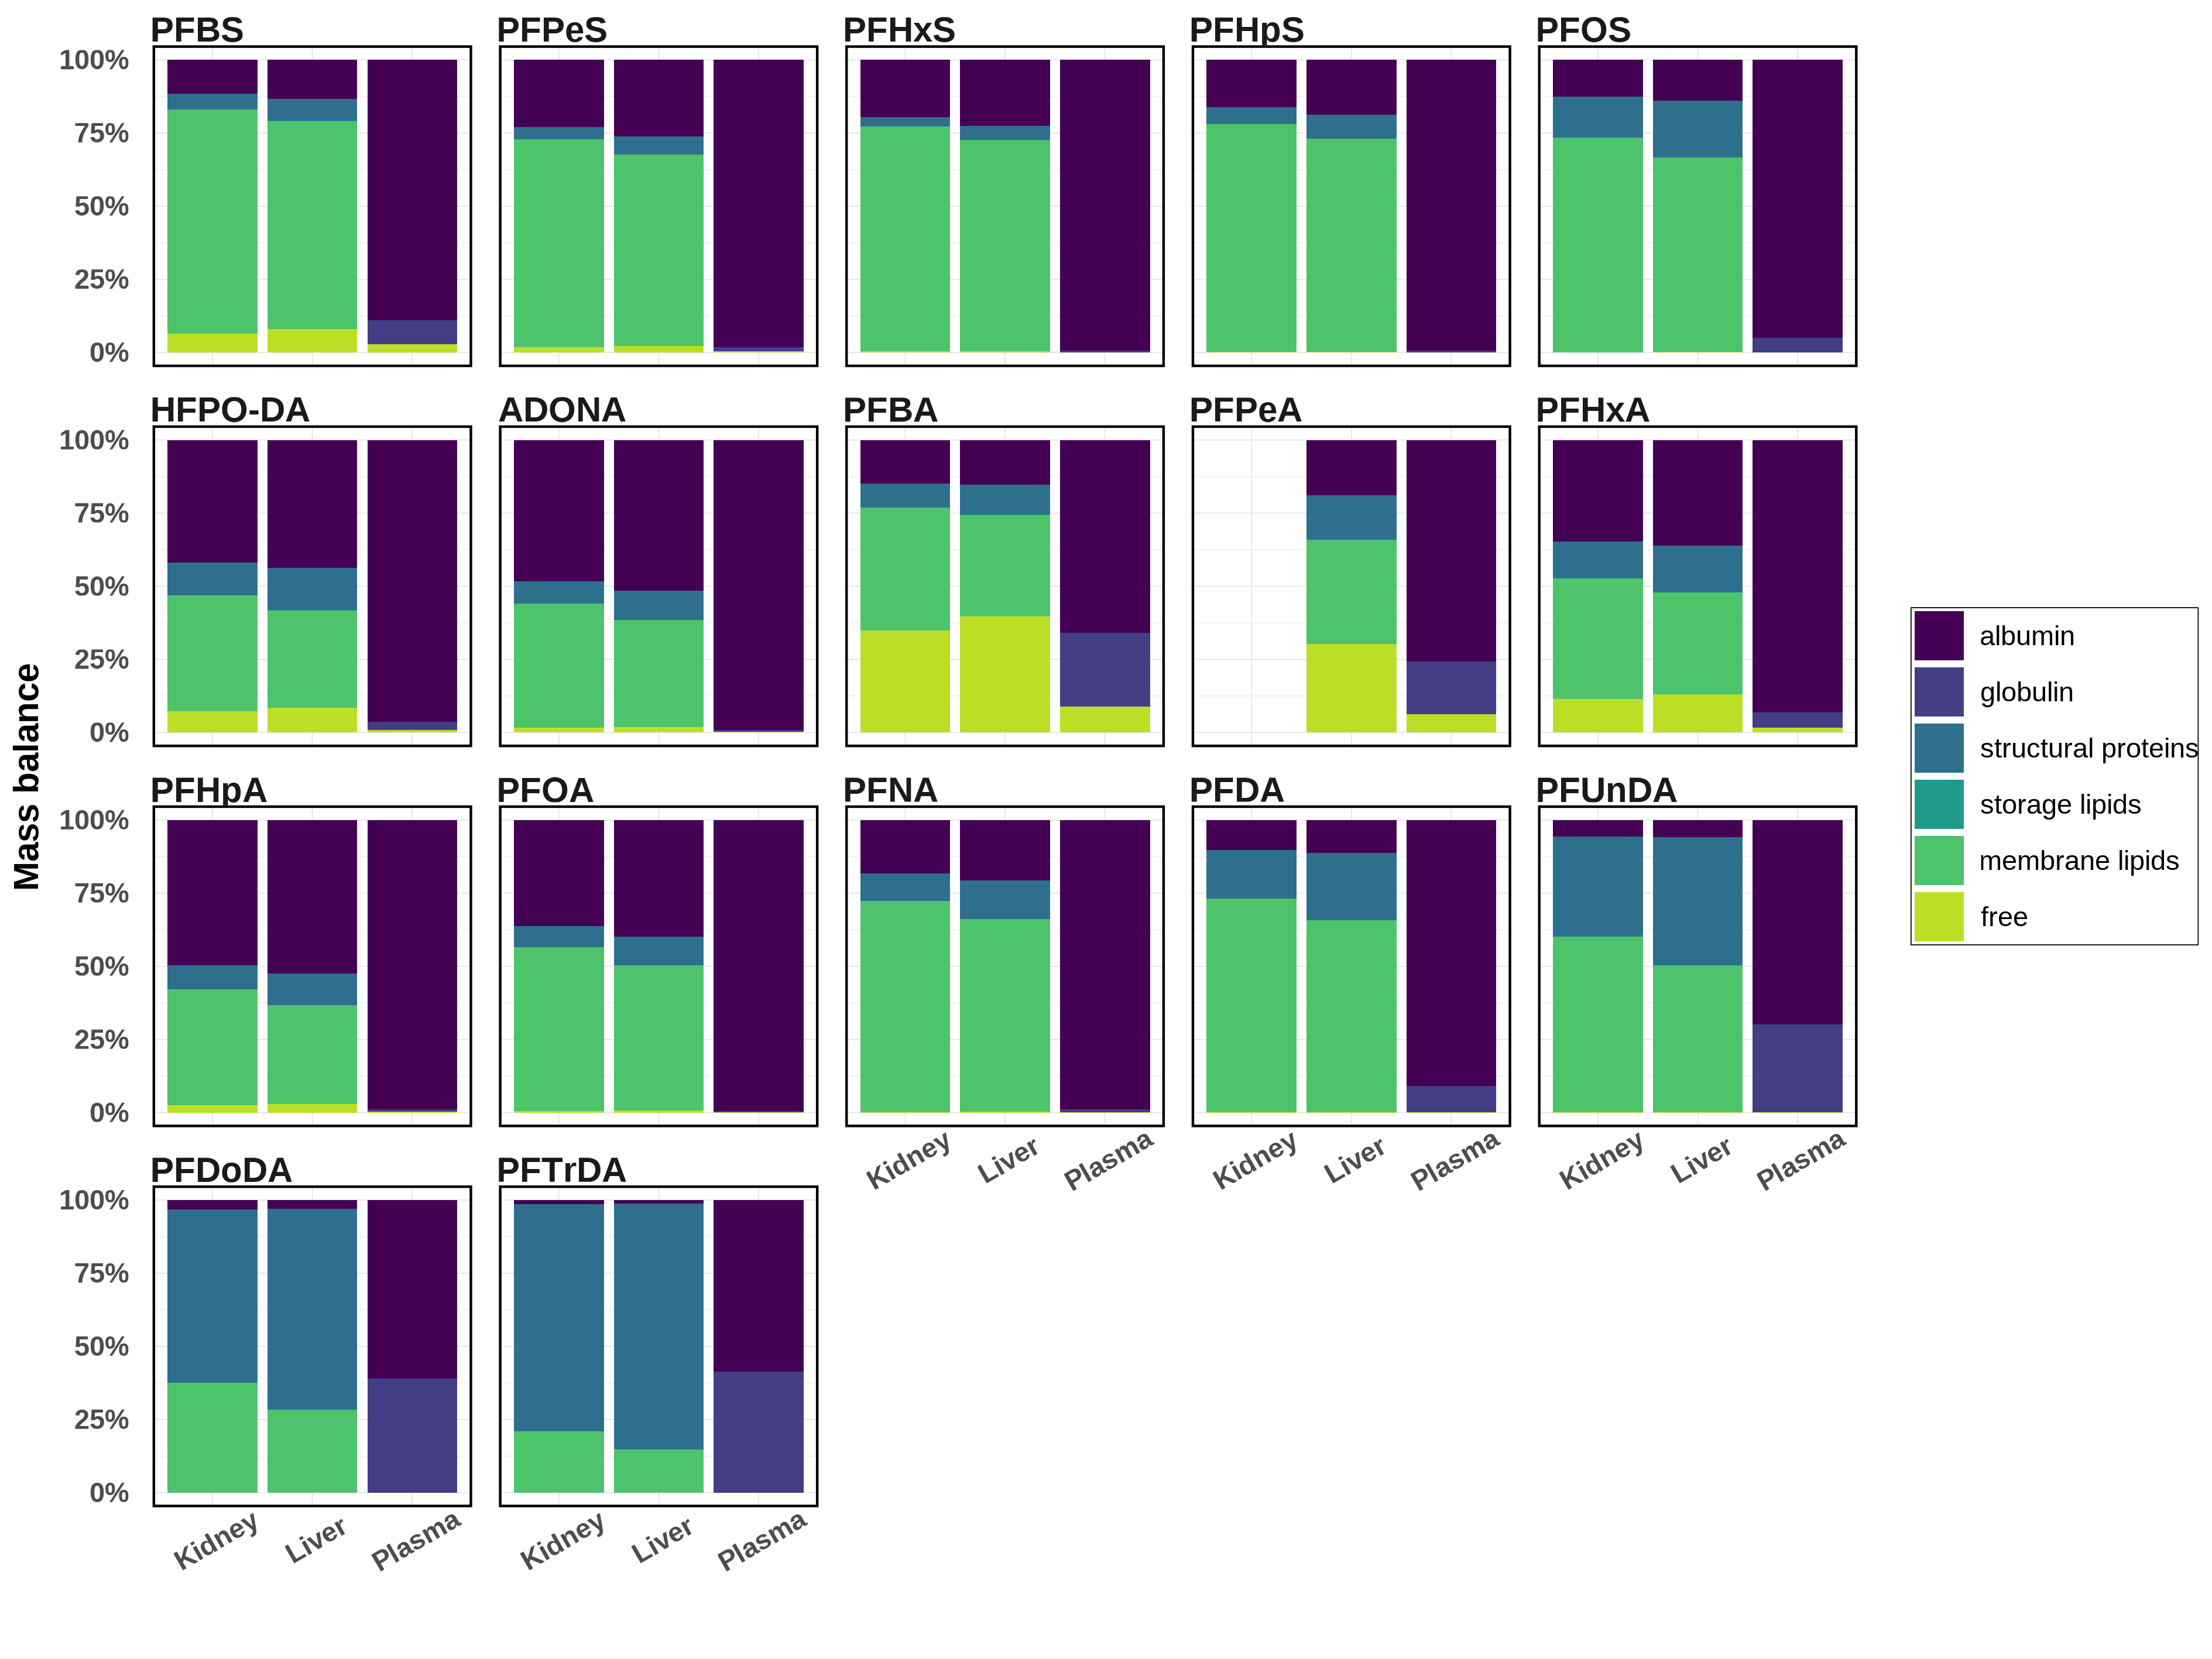 PFBS PFPeS PFHxS PFHpS PFOS
100%
75%
50%
25%
0%
HFPO-DA ADONA PFBA PFPeA PFHxA
100%
75%
50%
25%
0%
Mass balance
albumin
globulin
structural proteins
storage lipids
membrane lipids
free
PFHpA PFOA PFNA PFDA PFUnDA
100%
75%
50%
25%
0%
Kidney Liver Plasma Kidney Liver Plasma Kidney Liver Plasma
PFDoDA PFTrDA
100%
75%
50%
25%
0%
Kidney Liver Plasma Kidney Liver Plasma